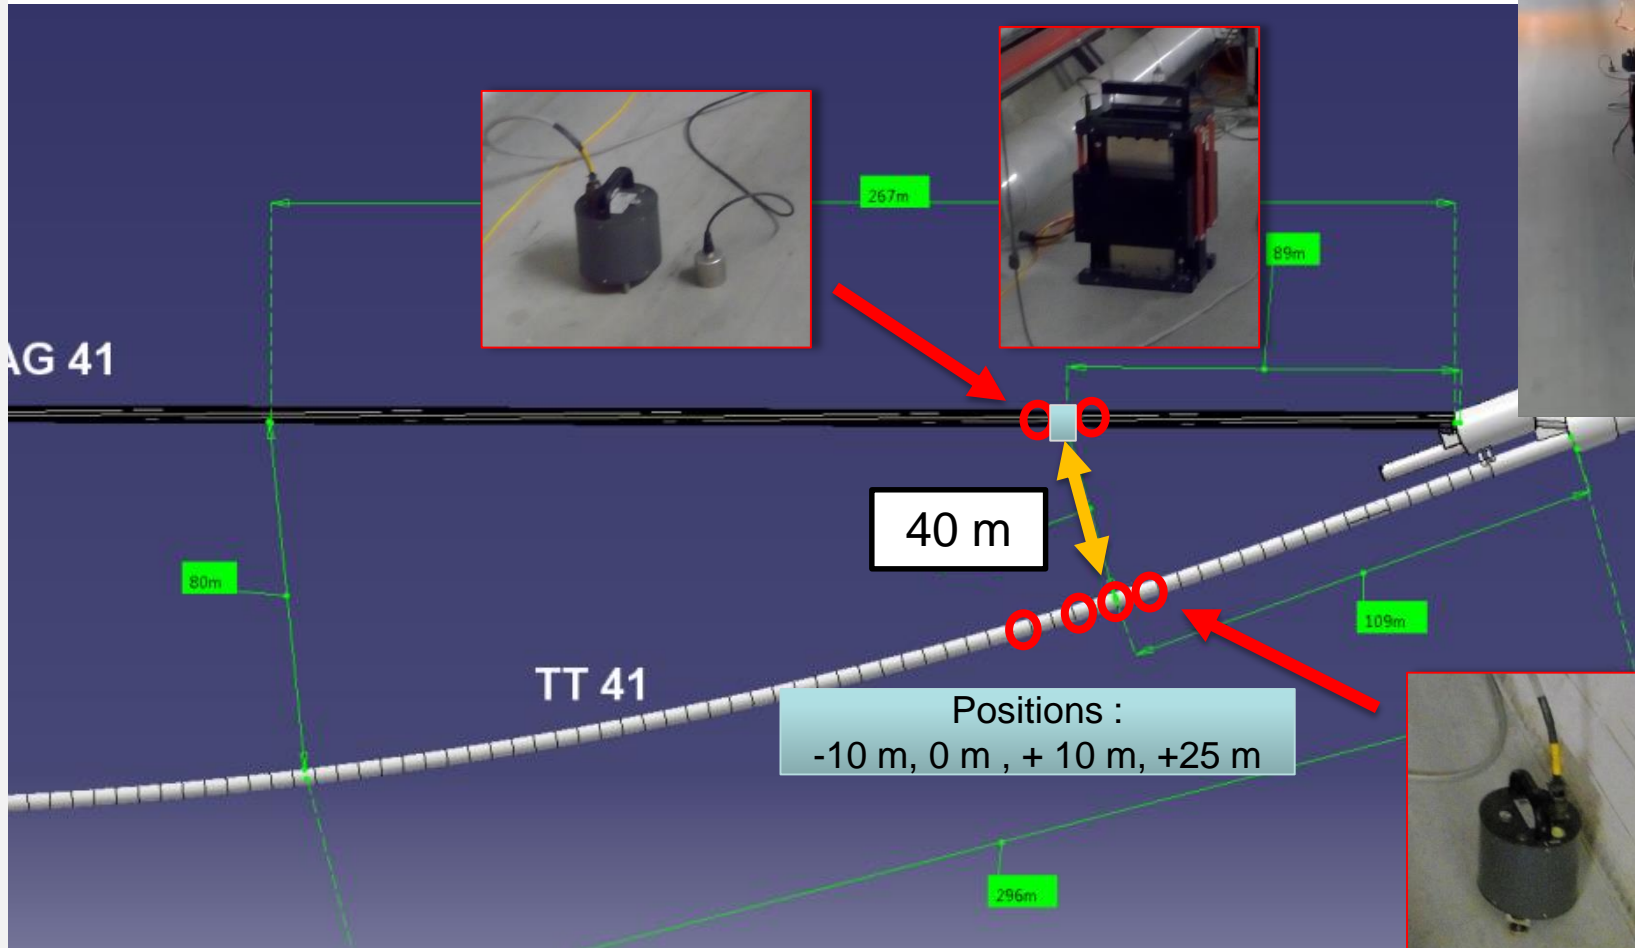 267m
89m
AG 41
40 m
80m
109m
TT 41
Positions :
-10 m, 0 m , + 10 m, +25 m
296m